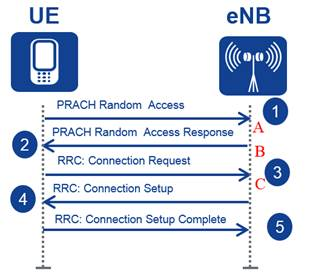 UE eNB
PRACH Random Access 1
A
PRACH Random Access Response
2 B
RRC: Connection Request 3
C
RRC: Connection Setup
4
RRC: Connection Setup Complete 5